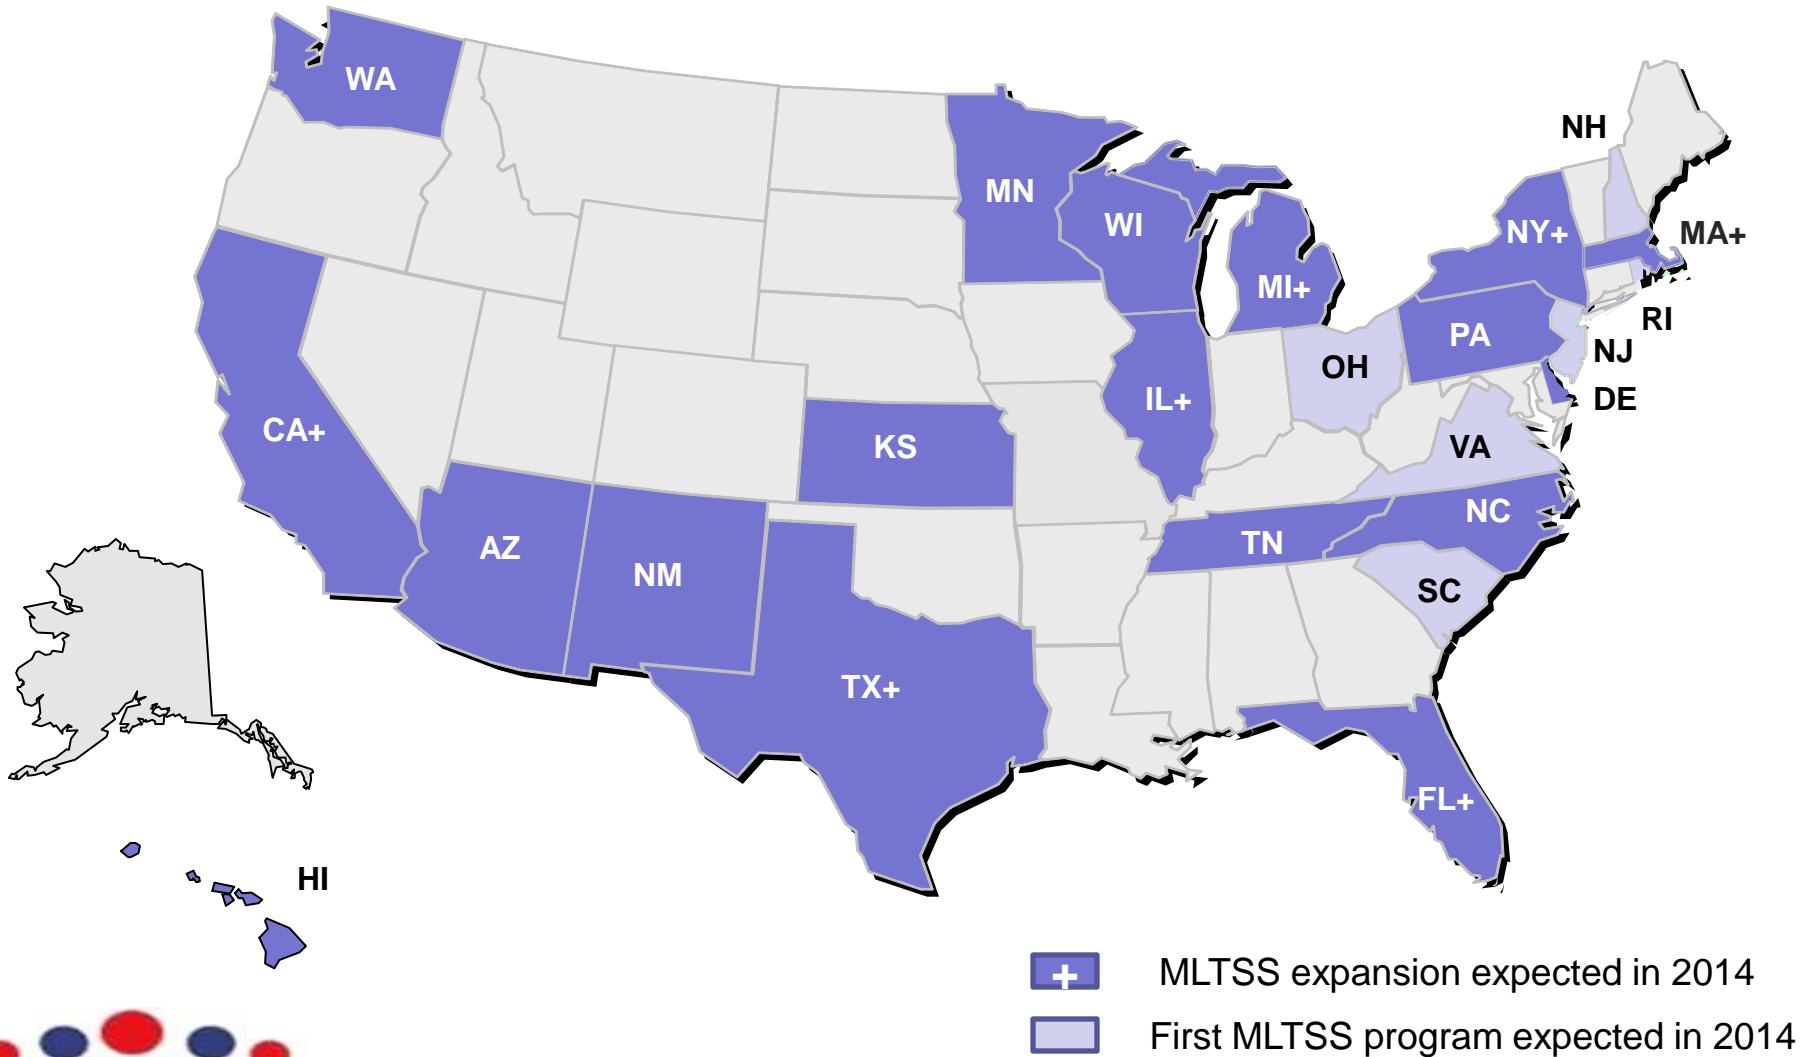 WA
NH
MN
WI
NY+
MA+
MI+
RI
PA
NJ
OH
DE
IL+
CA+
KS
VA
NC
AZ
TN
NM
SC
TX+
FL+
HI
+ MLTSS expansion expected in 2014
First MLTSS program expected in 2014